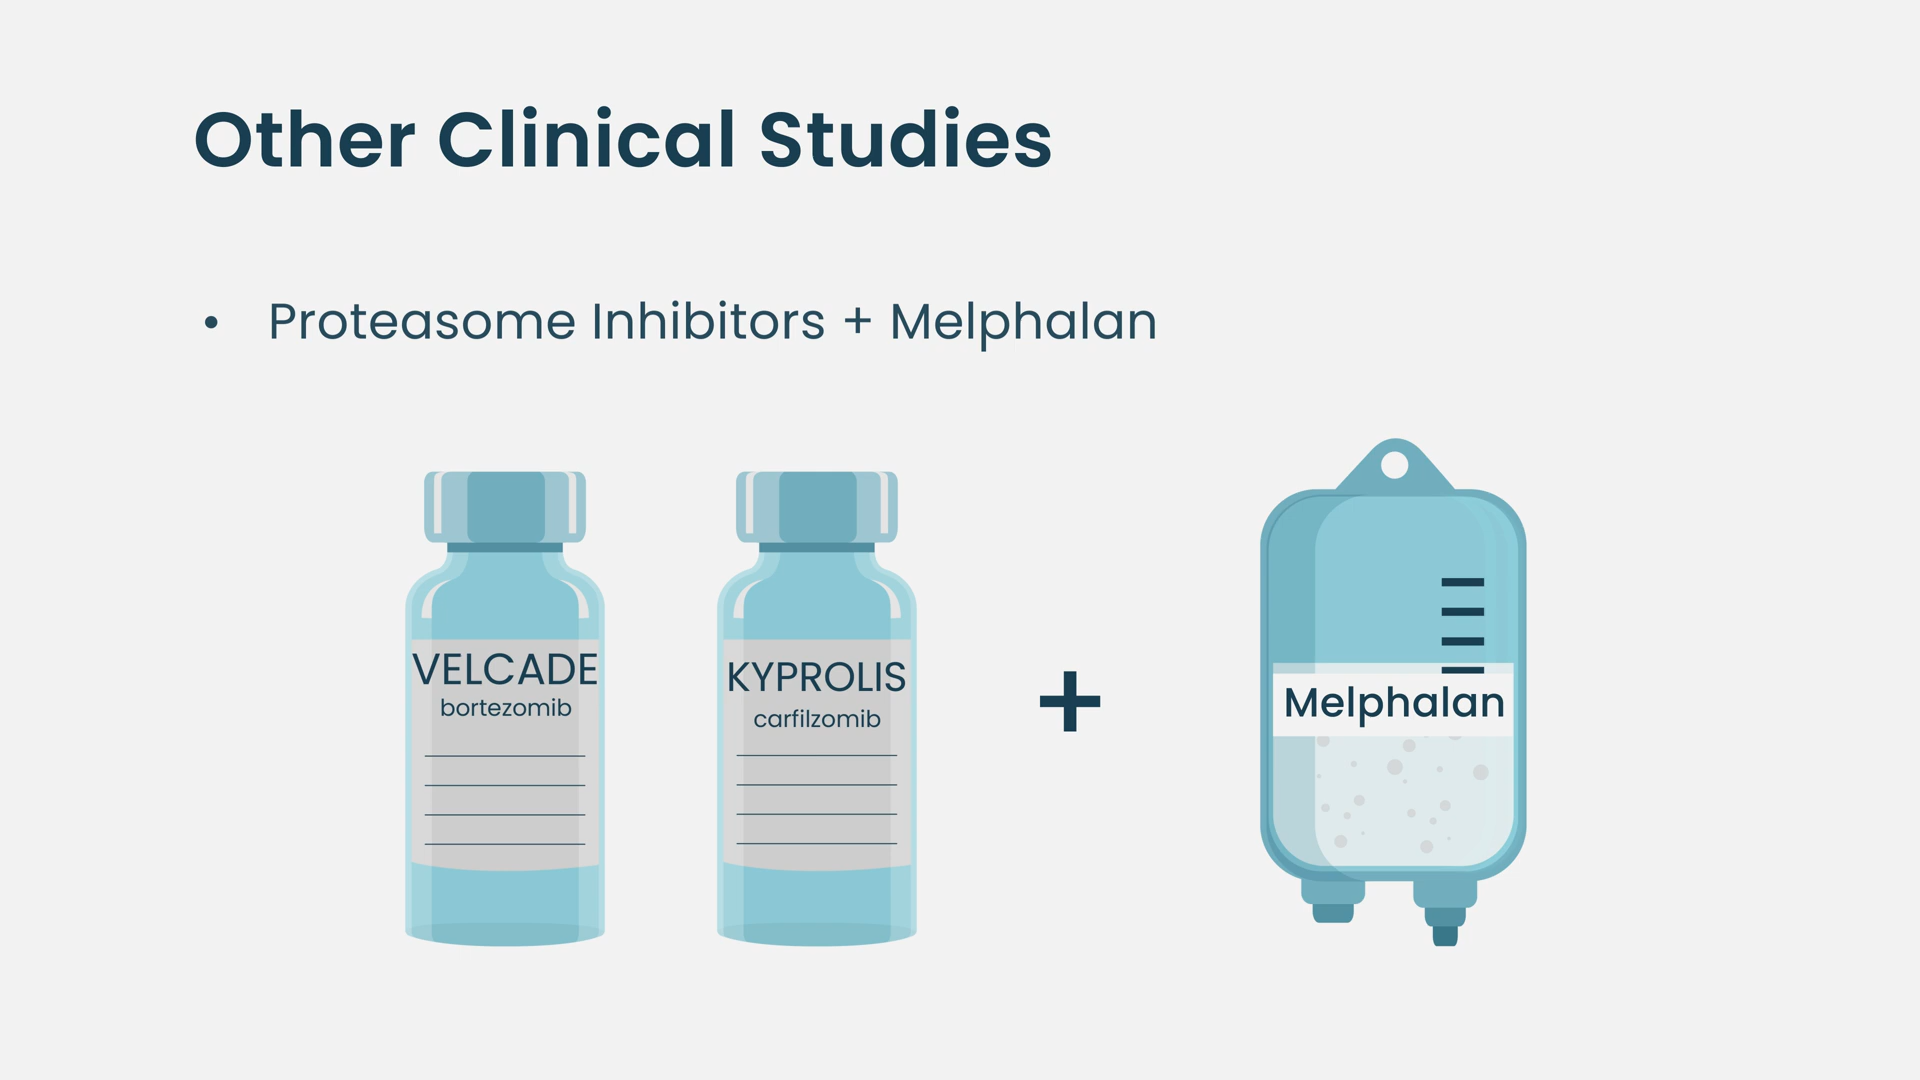 Other Clinical Studies
• Proteasome Inhibitors + Melphalan
VELCADE
bortezomib
KYPROLIS
carfilzomib
+
Melphalan